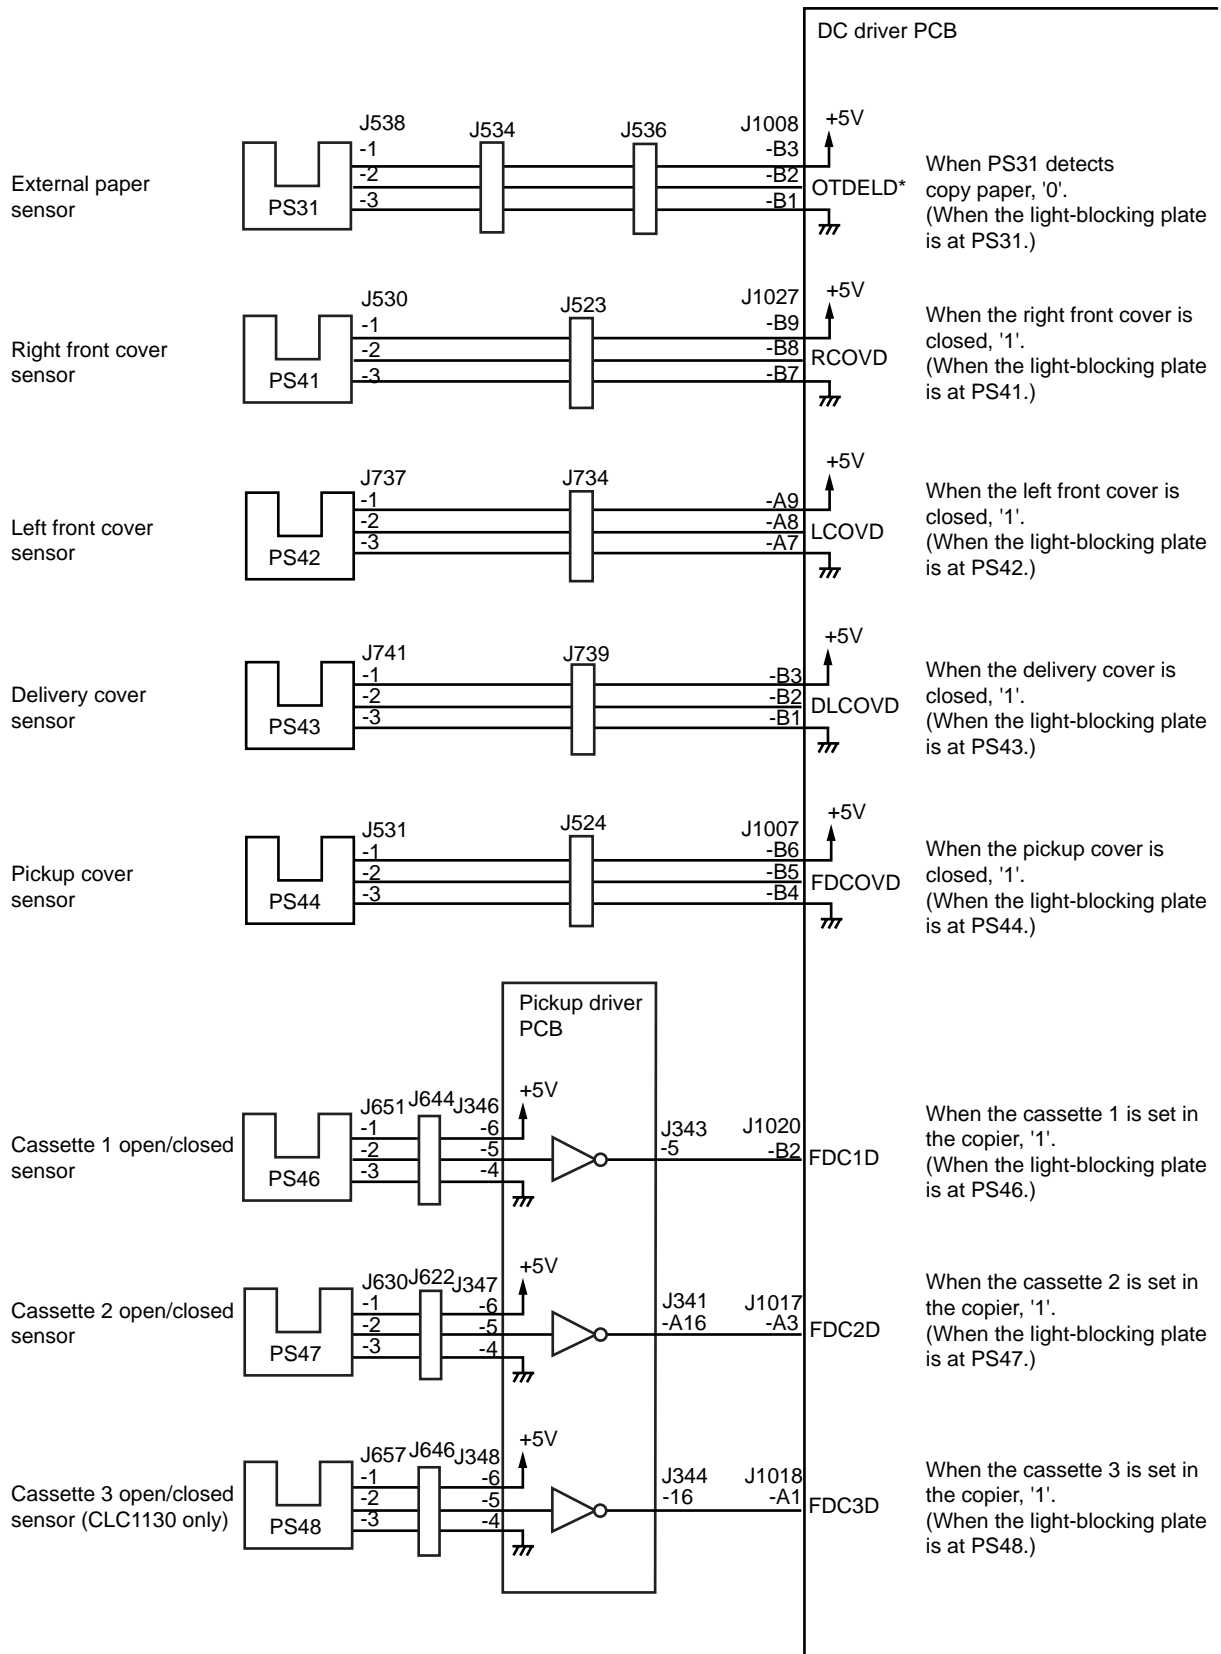 DC driver PCB
External paper
sensor
PS31
J538
-1
-2
-3
J534
J536
J1008
-B3
-B2
-B1
+5V
OTDELD*
When PS31 detects
copy paper, '0'.
(When the light-blocking plate
is at PS31.)
Right front cover
sensor
PS41
J530
-1
-2
-3
J523
J1027
-B9
-B8
-B7
+5V
RCOVD
When the right front cover is
closed, '1'.
(When the light-blocking plate
is at PS41.)
Left front cover
sensor
PS42
J737
-1
-2
-3
J734
-A9
-A8
-A7
+5V
LCOVD
When the left front cover is
closed, '1'.
(When the light-blocking plate
is at PS42.)
Delivery cover
sensor
PS43
J741
-1
-2
-3
J739
-B3
-B2
-B1
+5V
DLCOVD
When the delivery cover is
closed, '1'.
(When the light-blocking plate
is at PS43.)
Pickup cover
sensor
PS44
J531
-1
-2
-3
J524
J1007
-B6
-B5
-B4
+5V
FDCOVD
When the pickup cover is
closed, '1'.
(When the light-blocking plate
is at PS44.)
Pickup driver
PCB
Cassette 1 open/closed
sensor
PS46
J651
-1
-2
-3
J644
J346
-6
-5
-4
+5V
J343
-5
J1020
-B2
FDC1D
When the cassette 1 is set in
the copier, '1'.
(When the light-blocking plate
is at PS46.)
Cassette 2 open/closed
sensor
PS47
J630
-1
-2
-3
J622
J347
-6
-5
-4
+5V
J341
-A16
J1017
-A3
FDC2D
When the cassette 2 is set in
the copier, '1'.
(When the light-blocking plate
is at PS47.)
Cassette 3 open/closed
sensor (CLC1130 only)
PS48
J657
-1
-2
-3
J646
J348
-6
-5
-4
+5V
J344
-16
J1018
-A1
FDC3D
When the cassette 3 is set in
the copier, '1'.
(When the light-blocking plate
is at PS48.)